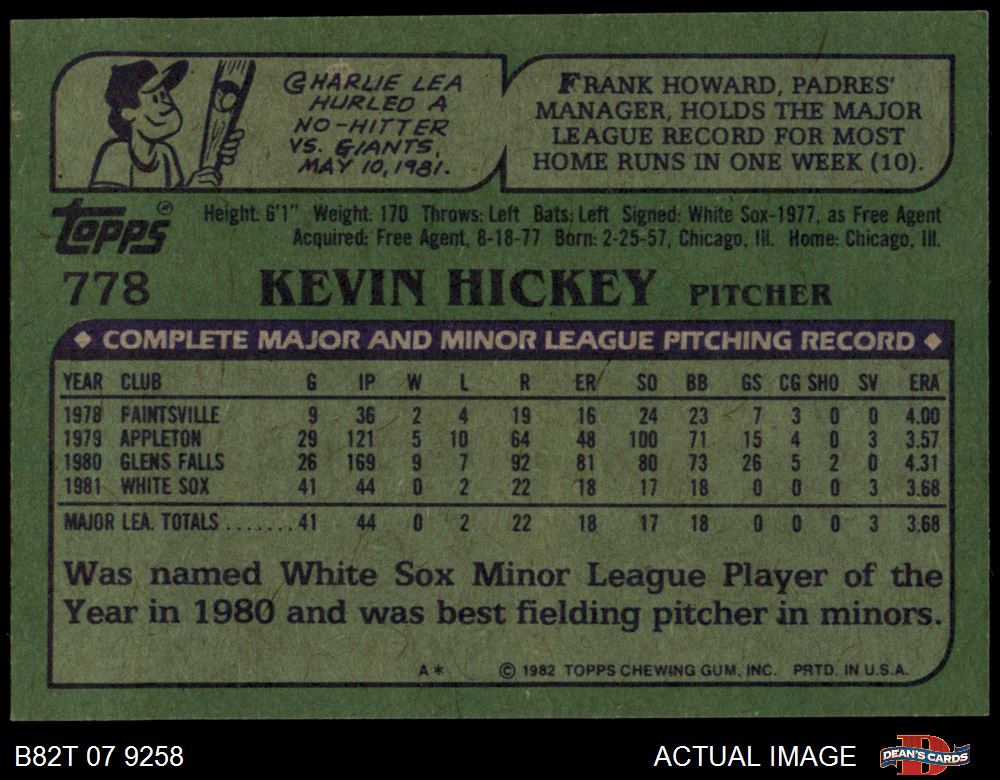 CHARLIE LEA
HURLED A
NO-HITTER
VS. GIANTS,
MAY 10, 1981.
FRANK HOWARD, PADRES'
MANAGER, HOLDS THE MAJOR
LEAGUE RECORD FOR MOST
HOME RUNS IN ONE WEEK (10).
Topps®
Height: 6'1" Weight: 170 Throws: Left Bats: Left Signed: White Sox-1977, as Free Agent
Acquired: Free Agent, 8-18-77 Born: 2-25-57, Chicago, Ill. Home: Chicago, Ill.
778 KEVIN HICKEY PITCHER
◆ COMPLETE MAJOR AND MINOR LEAGUE PITCHING RECORD ◆
YEAR CLUB G IP W L R ER SO BB GS CG SHO SV ERA
1978 PAINTSVILLE 9 36 2 4 19 16 24 23 7 3 0 0 4.00
1979 APPLETON 29 121 5 10 64 48 100 71 15 4 0 3 3.57
1980 GLENS FALLS 26 169 9 7 92 81 80 73 26 5 2 0 4.31
1981 WHITE SOX 41 44 0 2 22 18 17 18 0 0 0 3 3.68
MAJOR LEA. TOTALS ....... 41 44 0 2 22 18 17 18 0 0 0 3 3.68
Was named White Sox Minor League Player of the
Year in 1980 and was best fielding pitcher in minors.
A* © 1982 TOPPS CHEWING GUM, INC. PRTD. IN U.S.A.
B82T 07 9258 ACTUAL IMAGE DEAN'S CARDS